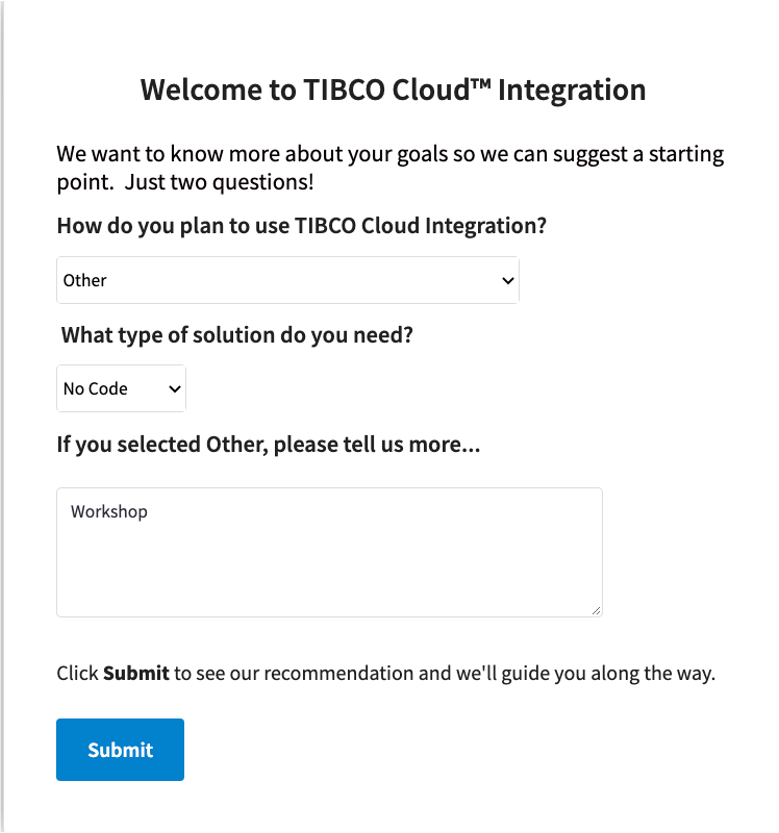 Welcome to TIBCO Cloud™ Integration
We want to know more about your goals so we can suggest a starting
point.  Just two questions!
How do you plan to use TIBCO Cloud Integration?
Other
What type of solution do you need?
No Code
If you selected Other, please tell us more...
Workshop
Click Submit to see our recommendation and we'll guide you along the way.
Submit